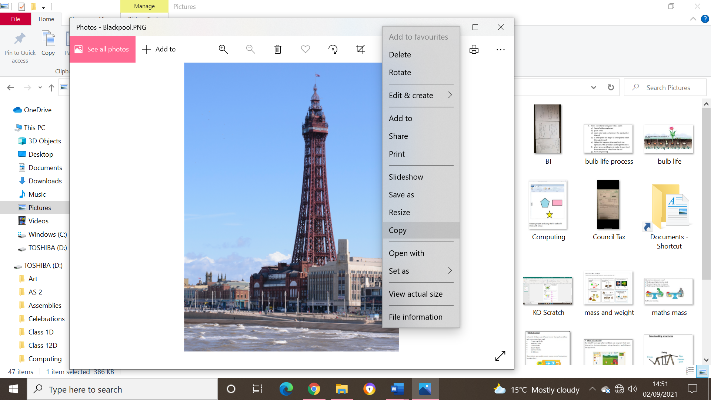 Manage
Pictures
File
Home
Photos - Blackpool.PNG
See all photos
Add to
Pin to Quick
access
Copy
Search Pictures
OneDrive
This PC
3D Objects
Desktop
Documents
Downloads
Music
Pictures
Videos
Windows (C:)
TOSHIBA (D:)
TOSHIBA (D:)
Art
AS 2
Assemblies
Celebrations
Class 1D
Class 12D
Computing
Add to favourites
Delete
Rotate
Edit & create
Add to
Share
Print
Slideshow
Save as
Resize
Copy
Open with
Set as
View actual size
File information
BI
bulb life process
bulb life
Computing
Council Tax
Documents -
Shortcut
KO Scratch
mass and weight
maths mass
47 items
1 item selected 386 KB
Type here to search
15°C Mostly cloudy
14:51
02/09/2021